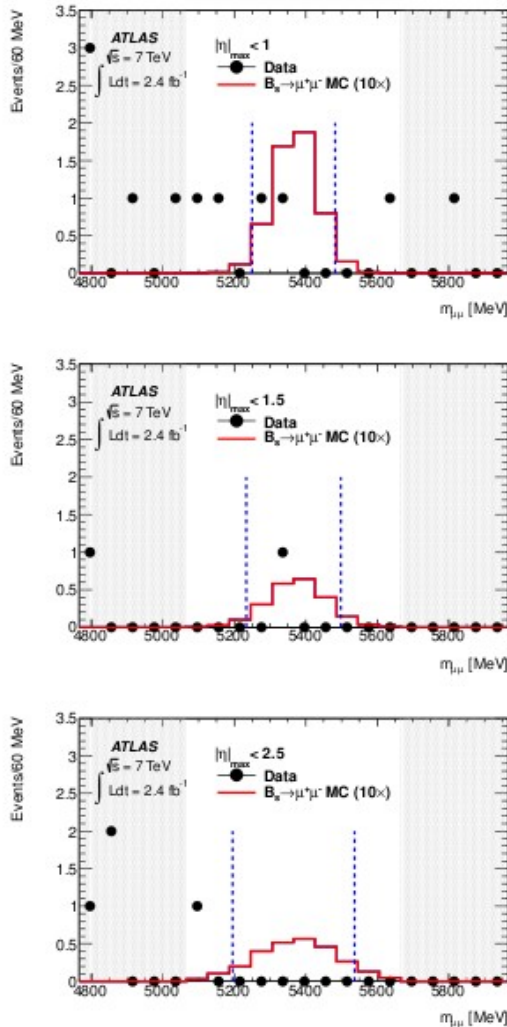 Events/60 MeV
3.5
3
2.5
2
1.5
1
0.5
0
ATLAS
√s = 7 TeV
∫ Ldt = 2.4 fb⁻¹
|η|max < 1
Data
Bs→μ⁺μ⁻ MC (10×)
4800 5000 5200 5400 5600 5800
mμμ [MeV]
Events/60 MeV
3.5
3
2.5
2
1.5
1
0.5
0
ATLAS
√s = 7 TeV
∫ Ldt = 2.4 fb⁻¹
|η|max < 1.5
Data
Bs→μ⁺μ⁻ MC (10×)
4800 5000 5200 5400 5600 5800
mμμ [MeV]
Events/60 MeV
3.5
3
2.5
2
1.5
1
0.5
0
ATLAS
√s = 7 TeV
∫ Ldt = 2.4 fb⁻¹
|η|max < 2.5
Data
Bs→μ⁺μ⁻ MC (10×)
4800 5000 5200 5400 5600 5800
mμμ [MeV]